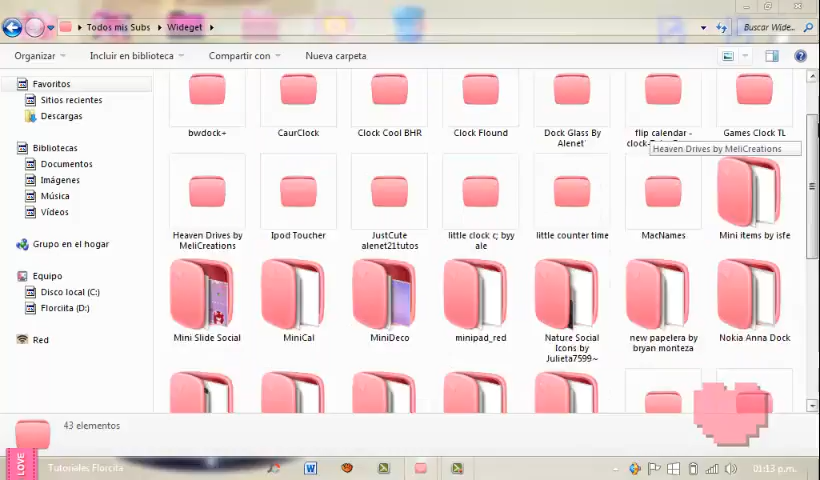 Todos mis Subs ▸ Wideget ▸
Buscar Wide...
Organizar
Incluir en biblioteca
Compartir con
Nueva carpeta
Favoritos
Sitios recientes
Descargas
Bibliotecas
Documentos
Imágenes
Música
Vídeos
Grupo en el hogar
Equipo
Disco local (C:)
Florciita (D:)
Red
bwdock+
CaurClock
Clock Cool BHR
Clock Flound
Dock Glass By
Alenet'
flip calendar -
Games Clock TL
Heaven Drives by MeliCreations
Heaven Drives by
MeliCreations
Ipod Toucher
JustCute
alenet21tutos
little clock c; byy
ale
little counter time
MacNames
Mini items by isfe
Mini Slide Social
MiniCal
MiniDeco
minipad_red
Nature Social
Icons by
Julieta7599~
new papelera by
bryan monteza
Nokia Anna Dock
43 elementos
LOVE
Tutoriales Florcita
01:13 p.m.